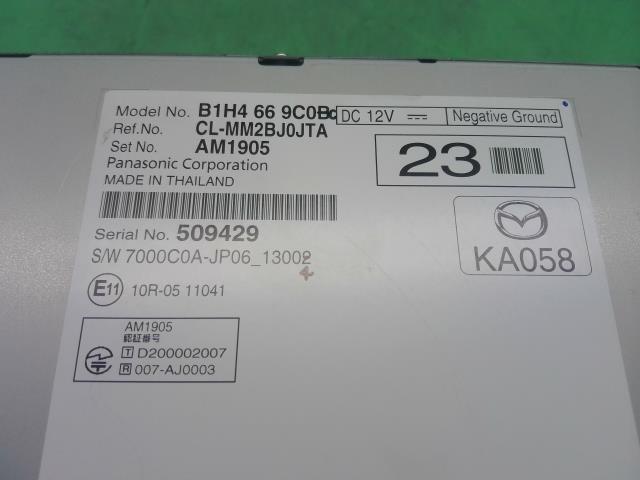 Model No. B1H4 66 9C0B
DC 12V
Negative Ground
Ref.No. CL-MM2BJ0JTA
Set No. AM1905
23
Panasonic Corporation
MADE IN THAILAND
Serial No. 509429
S/W 7000C0A-JP06_13002
4
KA058
E11 10R-05 11041
AM1905
認証番号
T D200002007
R 007-AJ0003